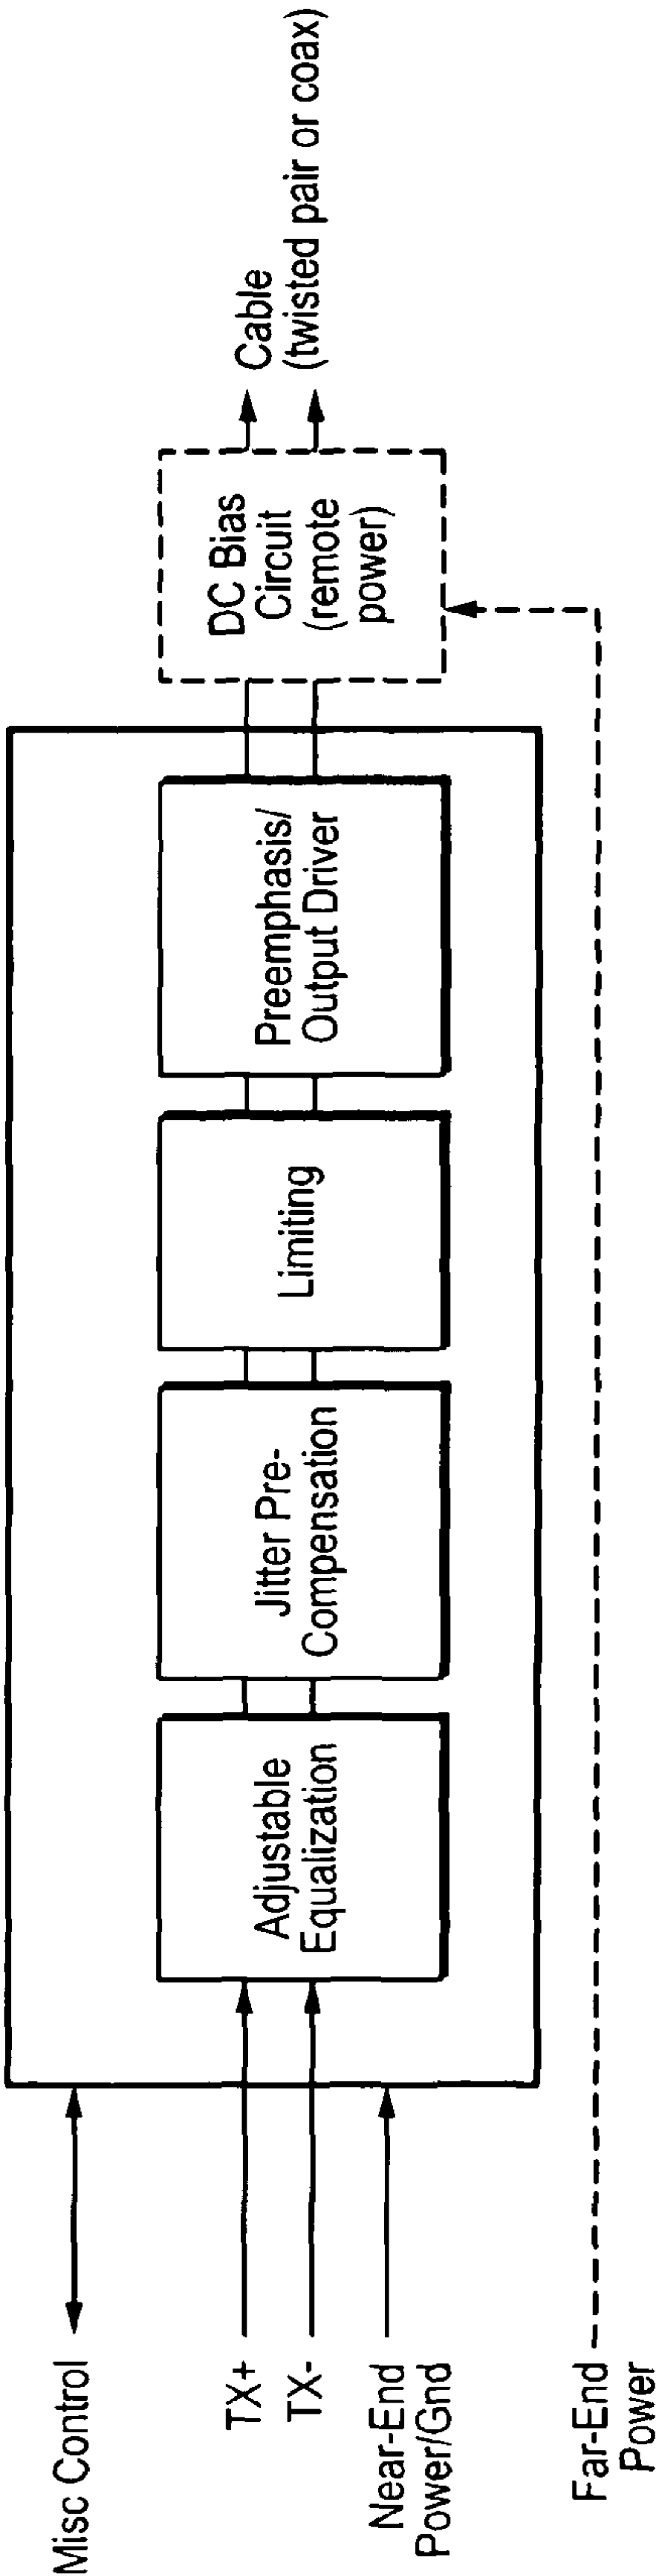 Misc Control
TX+
TX-
Near-End
Power/Gnd
Far-End
Power
Adjustable
Equalization
Jitter Pre-
Compensation
Limiting
Preemphasis/
Output Driver
DC Bias
Circuit
(remote
power)
Cable
(twisted pair or coax)